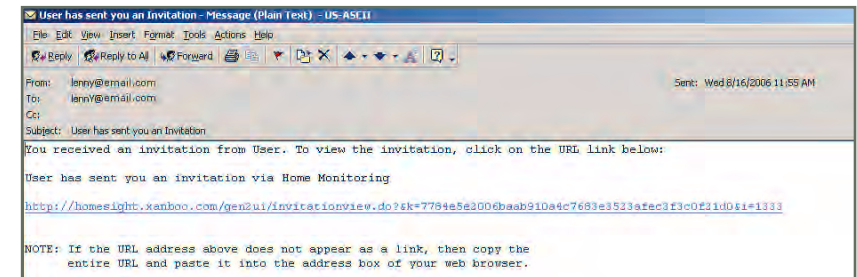 User has sent you an Invitation - Message (Plain Text) - US-ASCII
File Edit View Insert Format Tools Actions Help
Reply Reply to All Forward
From: lenny@email.com Sent: Wed 8/16/2006 11:55 AM
To: lennY@email.com
Cc:
Subject: User has sent you an Invitation
You received an invitation from User. To view the invitation, click on the URL link below:
User has sent you an invitation via Home Monitoring
http://homesight.xanboo.com/gen2ui/invitationview.do?&k=7784e5e2006baab910a4c7683e3523afec3f3c0f21d0&i=1333
NOTE: If the URL address above does not appear as a link, then copy the
entire URL and paste it into the address box of your web browser.